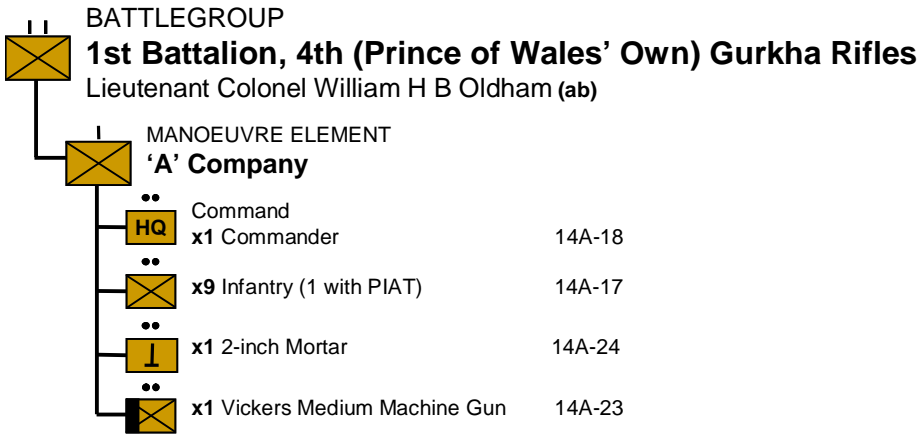 BATTLEGROUP
1st Battalion, 4th (Prince of Wales’ Own) Gurkha Rifles
Lieutenant Colonel William H B Oldham (ab)
MANOEUVRE ELEMENT
‘A’ Company
HQ
Command
x1 Commander 14A-18
x9 Infantry (1 with PIAT) 14A-17
x1 2-inch Mortar 14A-24
x1 Vickers Medium Machine Gun 14A-23